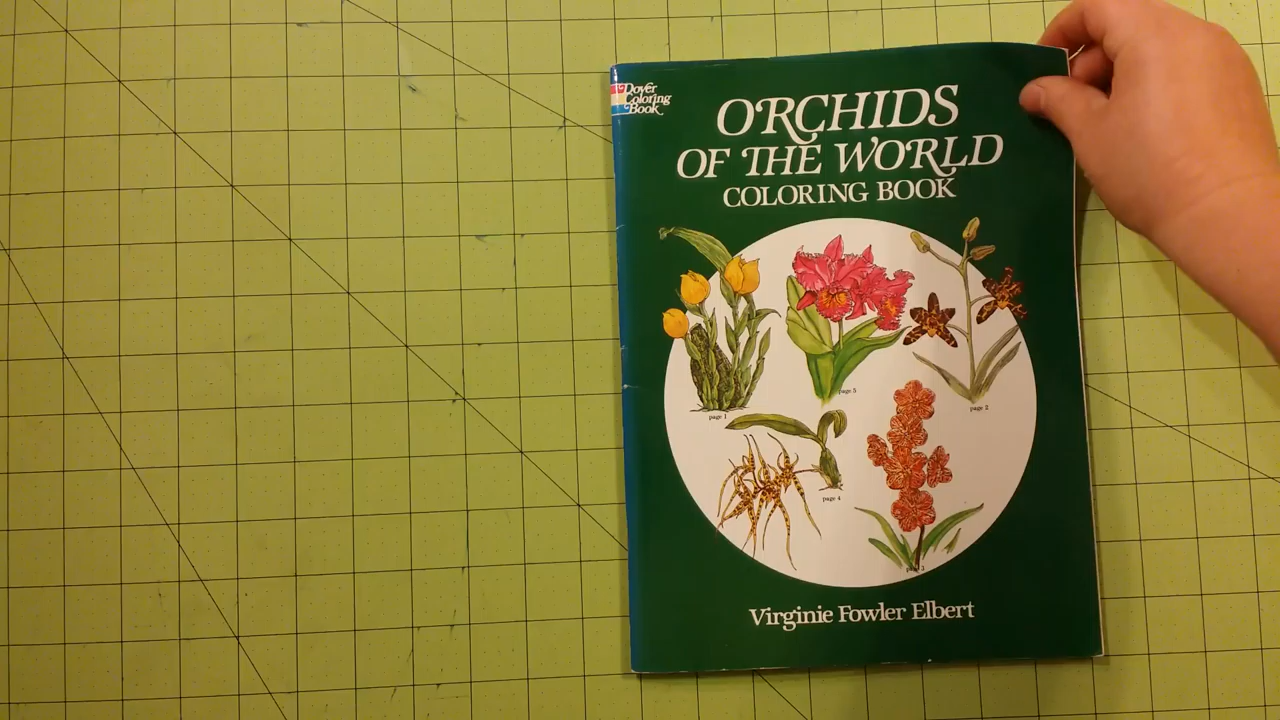 Dover
Coloring
Book
ORCHIDS
OF THE WORLD
COLORING BOOK
page 1
page 5
page 2
page 4
Virginie Fowler Elbert